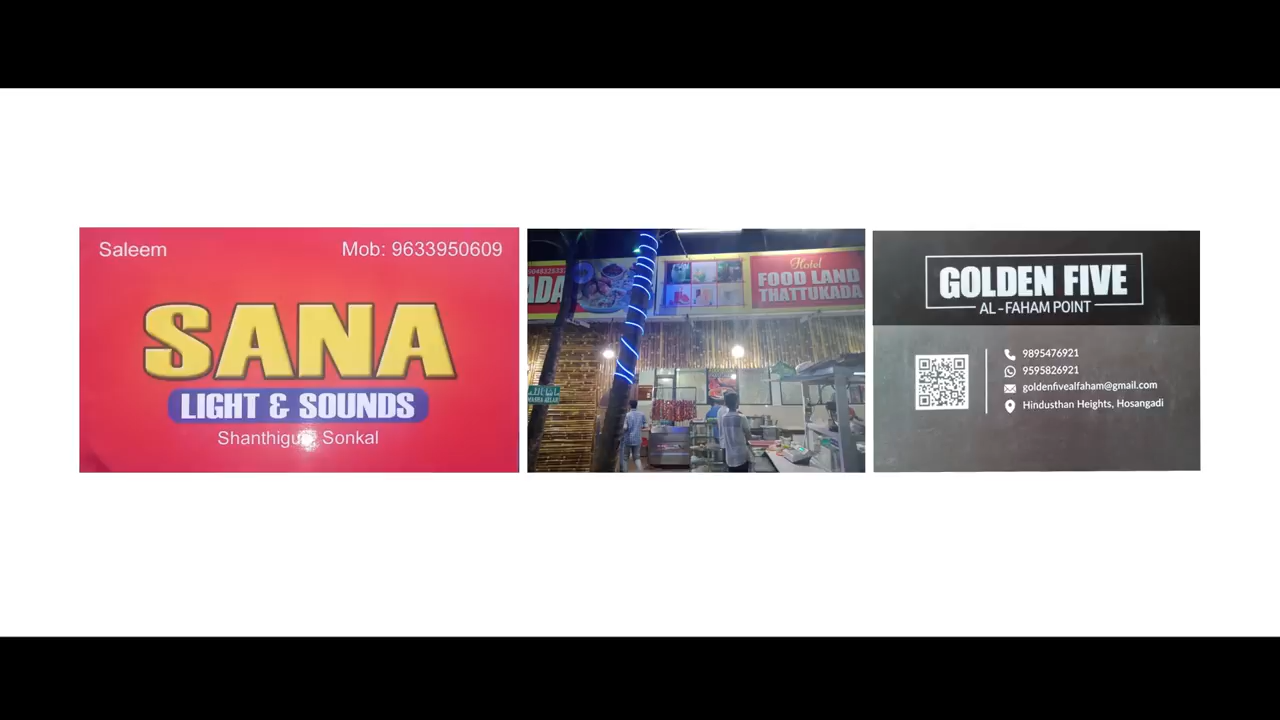 Saleem
Mob: 9633950609
SANA
LIGHT & SOUNDS
Sonkal
Hotel
FOOD LAND
THATTUKADA
GOLDEN FIVE
AL-FAHAM POINT
9895476921
9595826921
goldenfivealfaham@gmail.com
Hindusthan Heights, Hosangadi